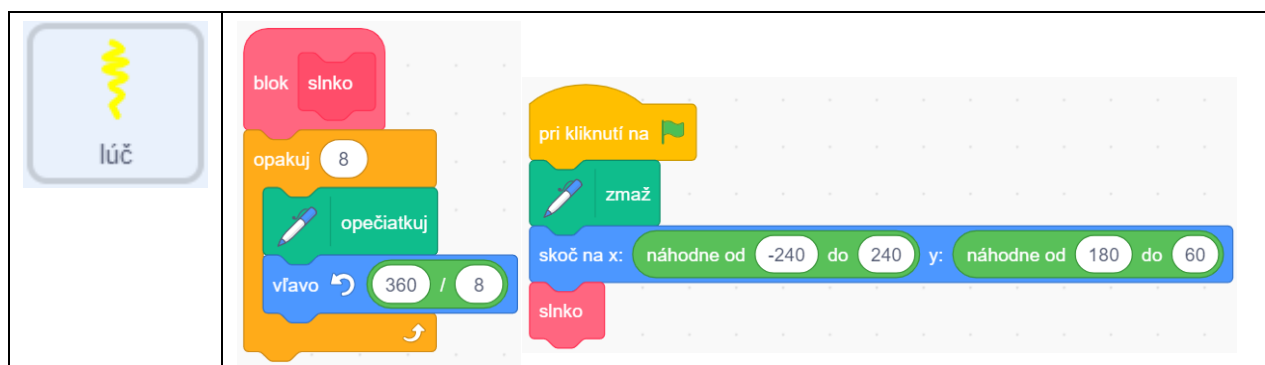 lúč
blok slnko
opakuj 8
opečiatkuj
vľavo 360 / 8
pri kliknutí na
zmaž
skoč na x: náhodne od -240 do 240 y: náhodne od 180 do 60
slnko